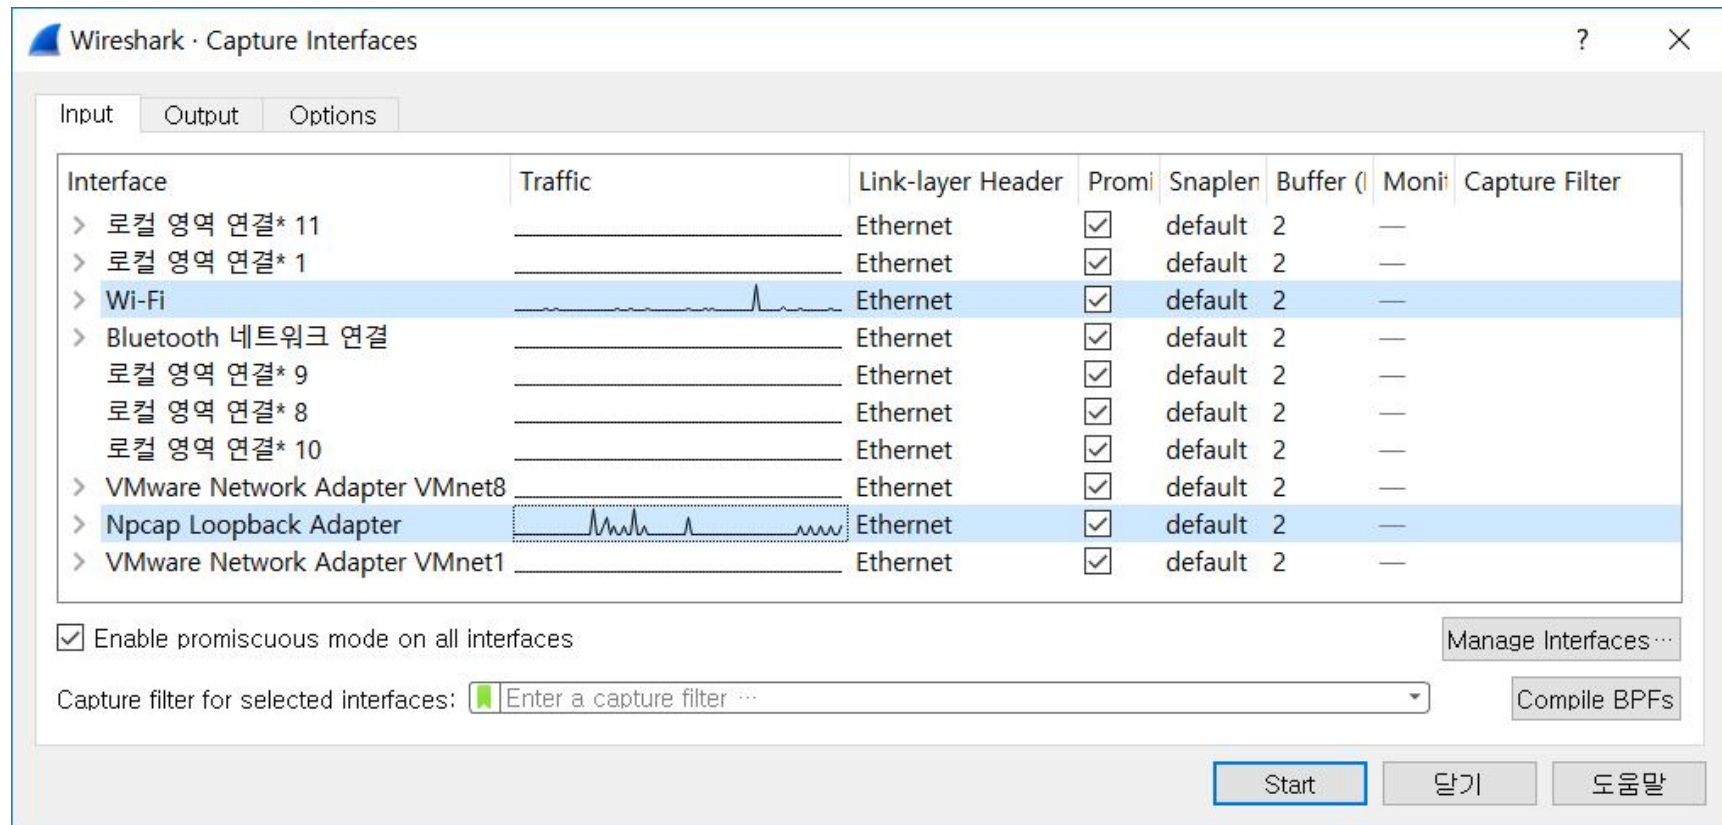 Wireshark · Capture Interfaces ?
Input Output Options
Interface Traffic Link-layer Header Promi Snaplen Buffer ( Monit Capture Filter
로컬 영역 연결* 11 Ethernet default 2 —
로컬 영역 연결* 1 Ethernet default 2 —
Wi-Fi Ethernet default 2 —
Bluetooth 네트워크 연결 Ethernet default 2 —
로컬 영역 연결* 9 Ethernet default 2 —
로컬 영역 연결* 8 Ethernet default 2 —
로컬 영역 연결* 10 Ethernet default 2 —
VMware Network Adapter VMnet8 Ethernet default 2 —
Npcap Loopback Adapter Ethernet default 2 —
VMware Network Adapter VMnet1 Ethernet default 2 —
Enable promiscuous mode on all interfaces Manage Interfaces…
Capture filter for selected interfaces: Enter a capture filter … Compile BPFs
Start 닫기 도움말